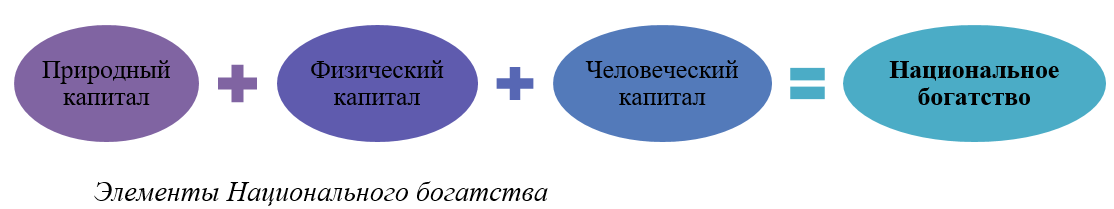 Природный
капитал
Физический
капитал
Человеческий
капитал
Национальное
богатство
Элементы Национального богатства